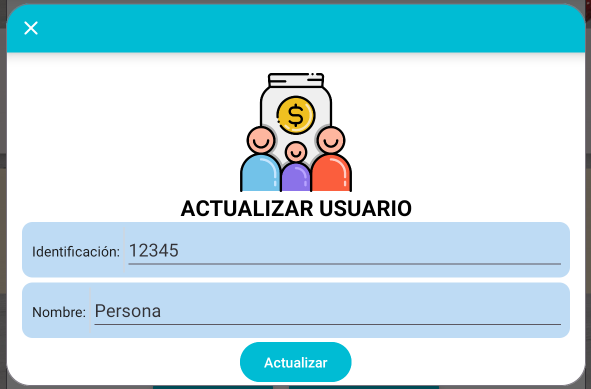 $
ACTUALIZAR USUARIO
Identificación: 12345
Nombre: Persona
Actualizar